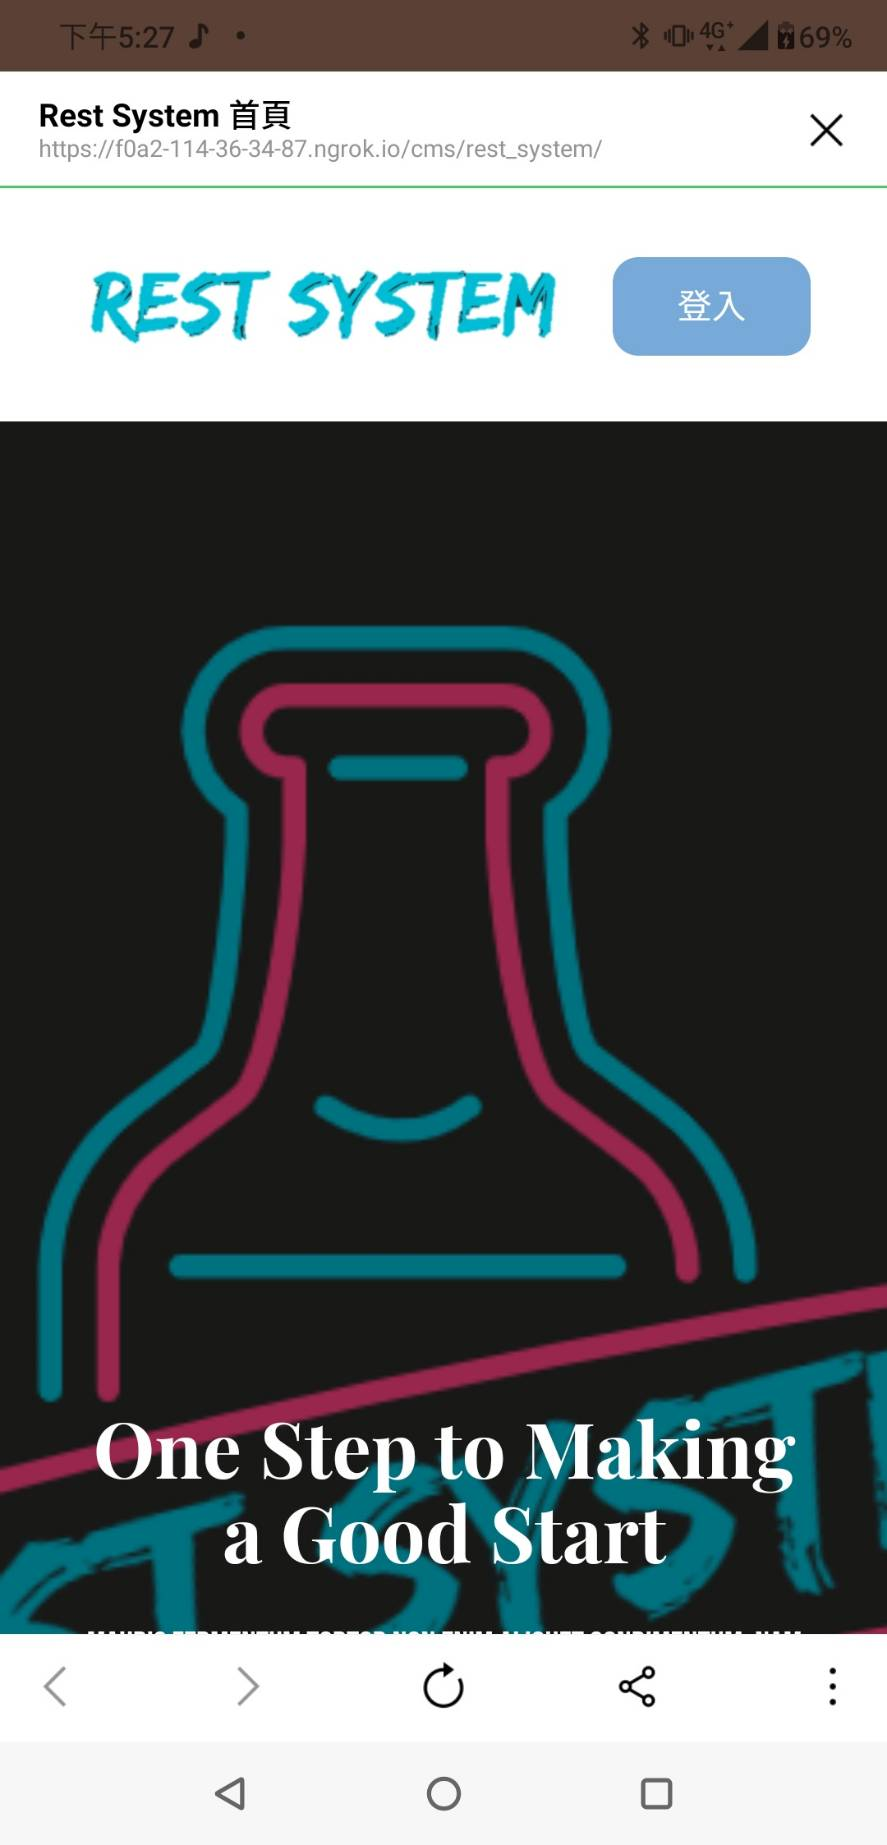 下午5:27
4G+ 69%
Rest System 首頁
https://f0a2-114-36-34-87.ngrok.io/cms/rest_system/
REST SYSTEM
登入
One Step to Making
a Good Start